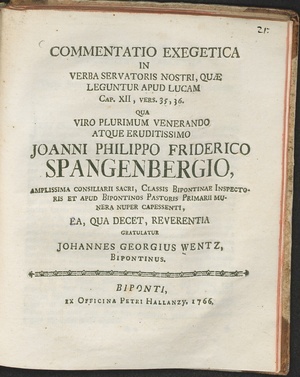 21.
COMMENTATIO EXEGETICA
IN
VERBA SERVATORIS NOSTRI, QUÆ
LEGUNTUR APUD LUCAM
CAP. XII, VERS. 35, 36.
QUA
VIRO PLURIMUM VENERANDO
ATQUE ERUDITISSIMO
JOANNI PHILIPPO FRIDERICO
SPANGENBERGIO,
AMPLISSIMA CONSILIARII SACRI, CLASSIS BIPONTINAE INSPECTO-
RIS ET APUD BIPONTINOS PASTORIS PRIMARII MU-
NERA NUPER CAPESSENTI,
EA, QUA DECET, REVERENTIA
GRATULATUR
JOHANNES GEORGIUS WENTZ,
BIPONTINUS.
BIPONTI,
EX OFFICINA PETRI HALLANZY. 1766.